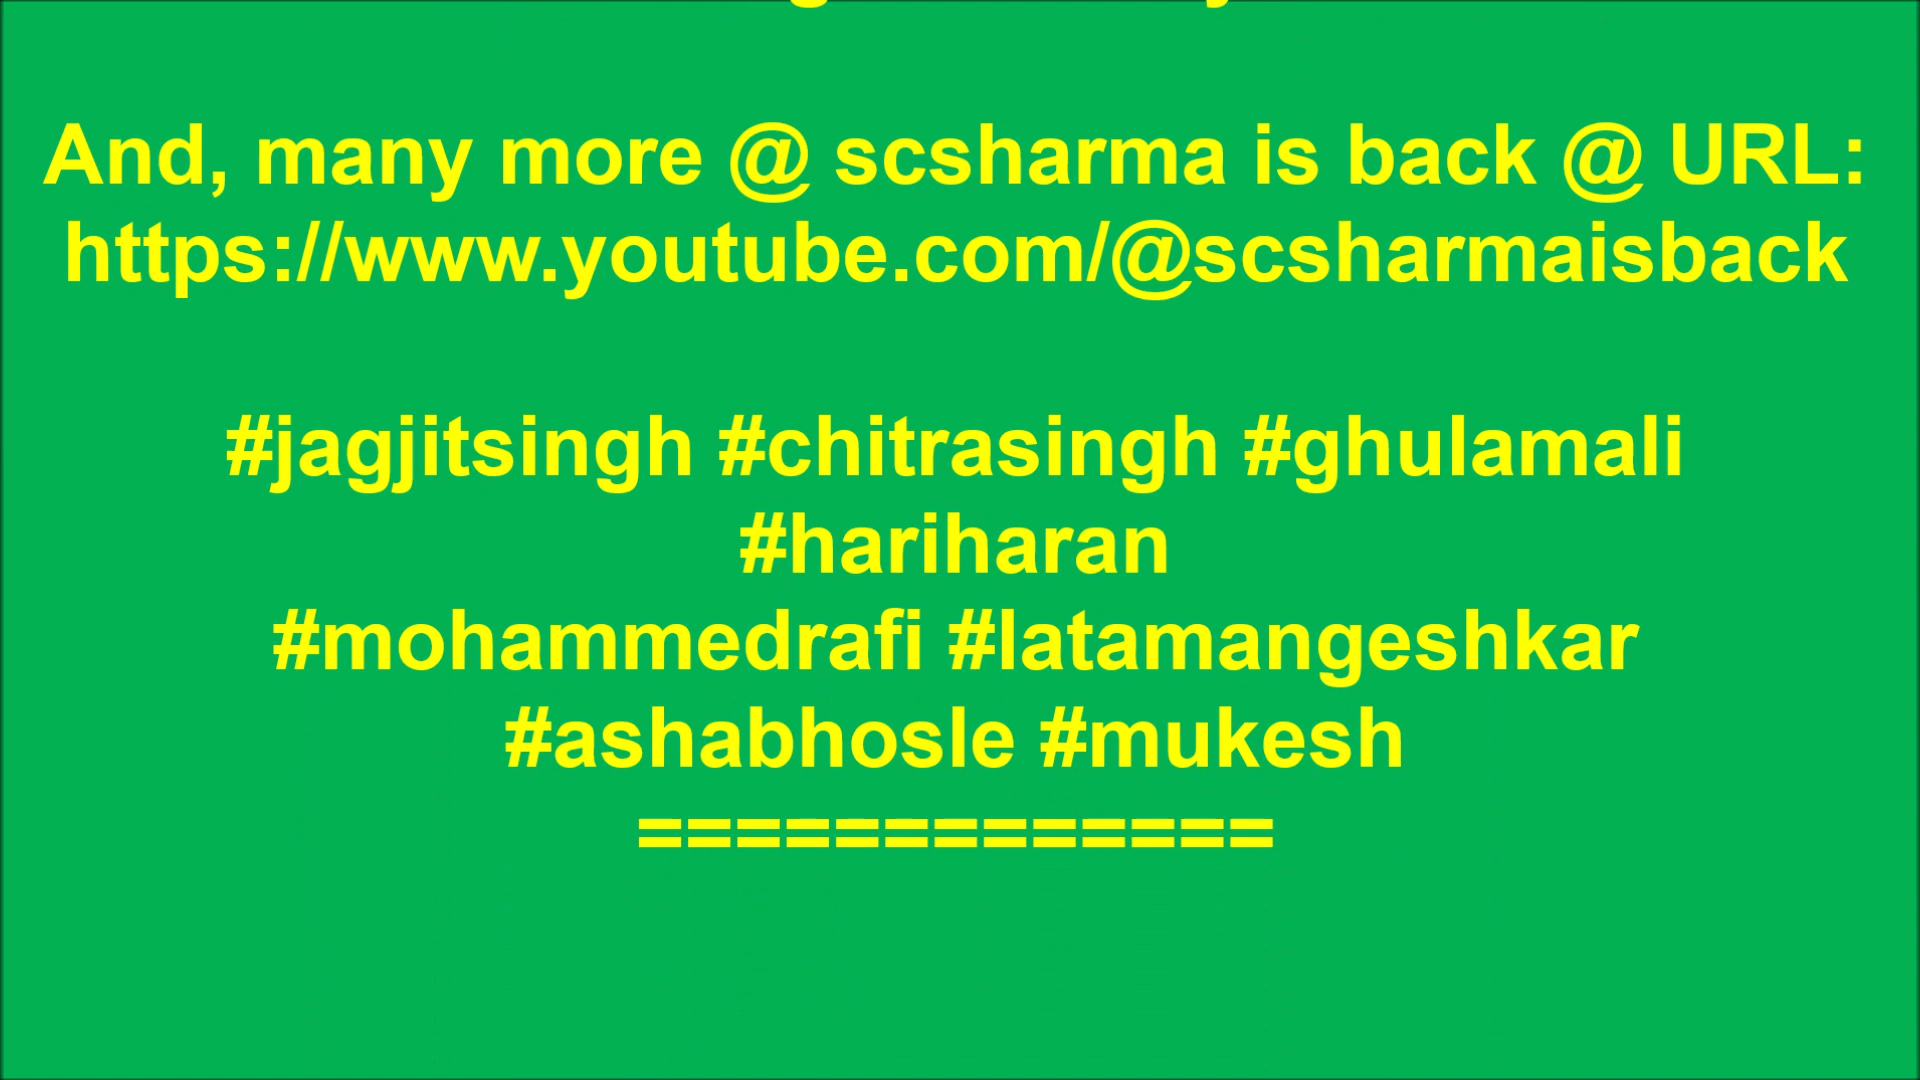 And, many more @ scsharma is back @ URL:
https://www.youtube.com/@scsharmaisback
#jagjitsingh #chitrasingh #ghulamali
#hariharan
#mohammedrafi #latamangeshkar
#ashabhosle #mukesh
=============